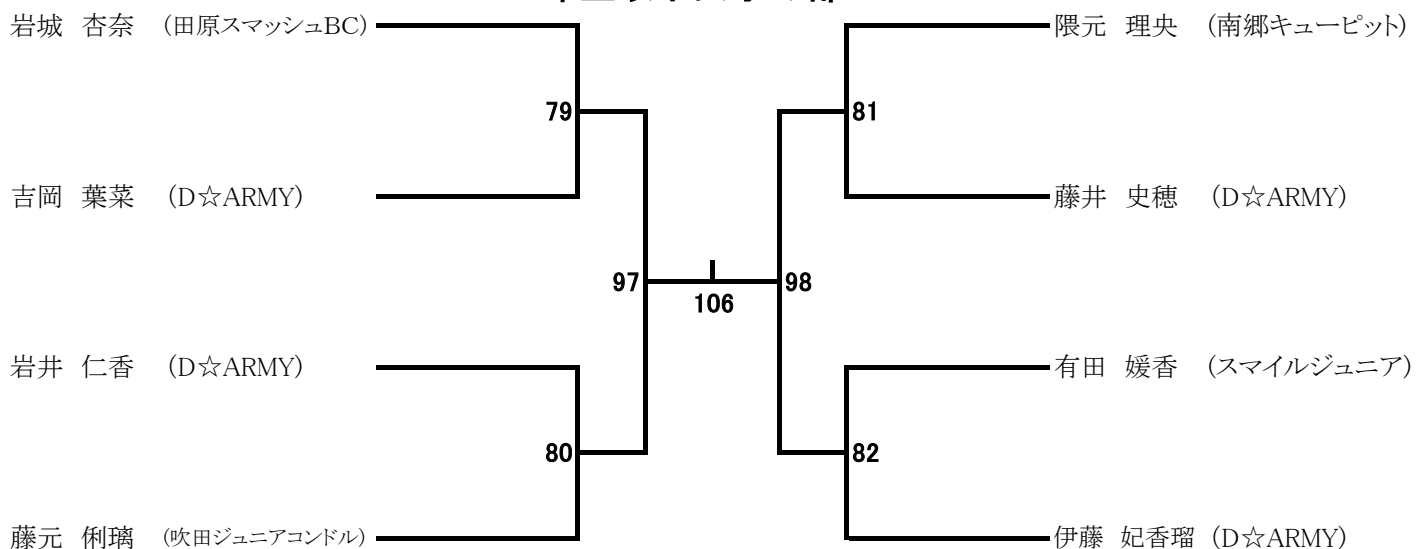 岩城 杏奈 (田原スマッシュBC)
79
吉岡 葉菜 (D☆ARMY)
97
岩井 仁香 (D☆ARMY)
80
藤元 俐璃 (吹田ジュニアコンドル)
106
隈元 理央 (南郷キューピット)
81
藤井 史穂 (D☆ARMY)
98
有田 媛香 (スマイルジュニア)
82
伊藤 妃香瑠 (D☆ARMY)